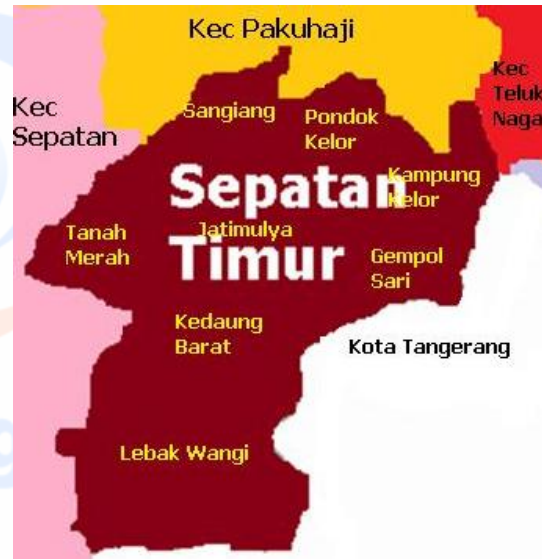 Kec Pakuhaji
Kec
Teluk
Naga
Kec
Sepatan
Sangiang
Pondok
Kelor
Sepatan
Timur
Kampung
Kelor
Tanah
Merah
Jatimulya
Gempol
Sari
Kedaung
Barat
Kota Tangerang
Lebak Wangi